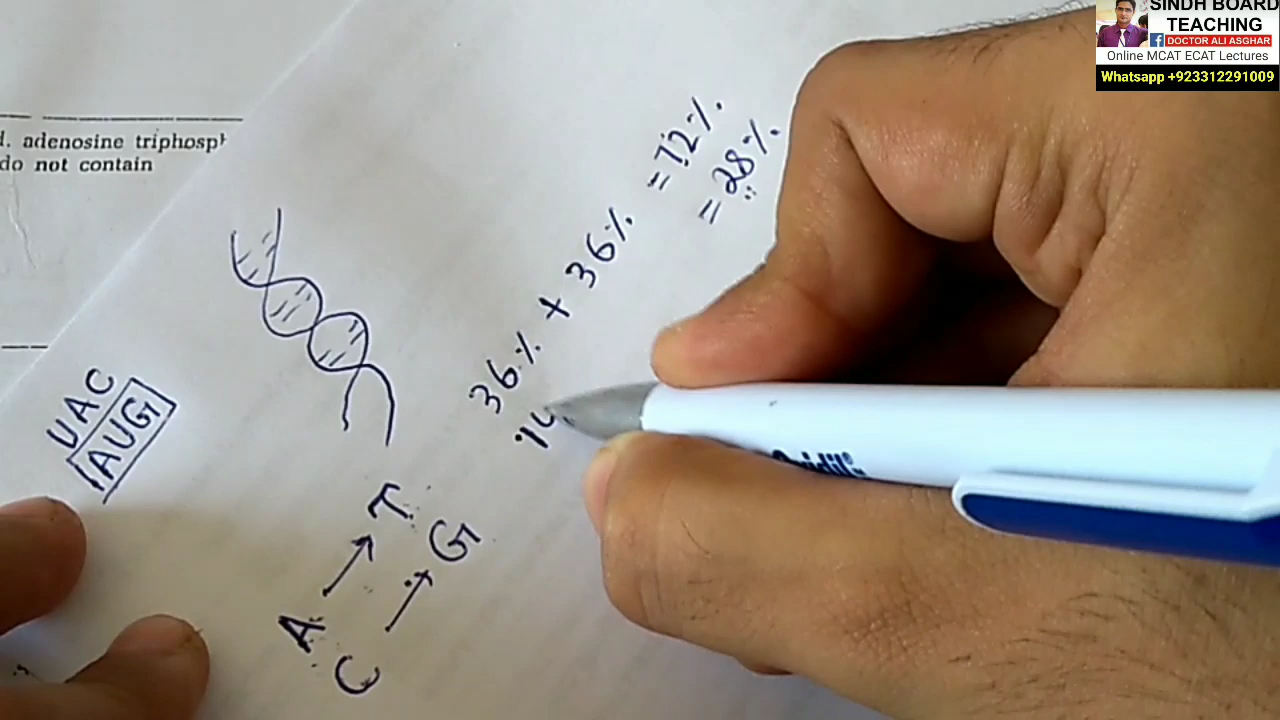 SINDH BOARD
TEACHING
DOCTOR ALI ASGHAR
Online MCAT ECAT Lectures
Whatsapp +923312291009
d. adenosine triphosph
do not contain
UAC
AUG
A → T
C → G
36% + 36% = 72%
14 = 28%